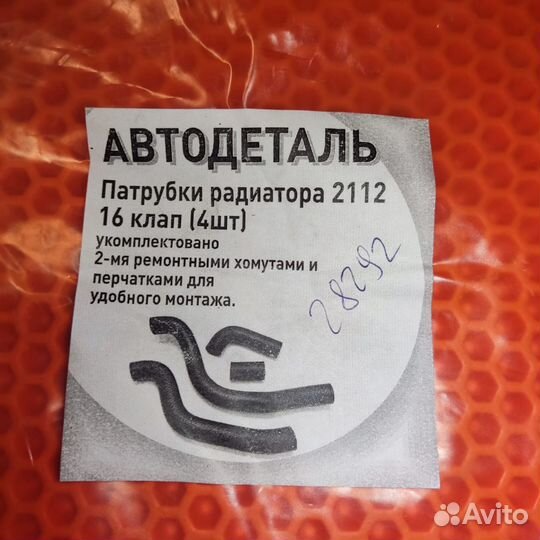 АВТОДЕТАЛЬ
Патрубки радиатора 2112
16 клап (4шт)
укомплектовано
2-мя ремонтными хомутами и
перчатками для
удобного монтажа.
28292
Avito